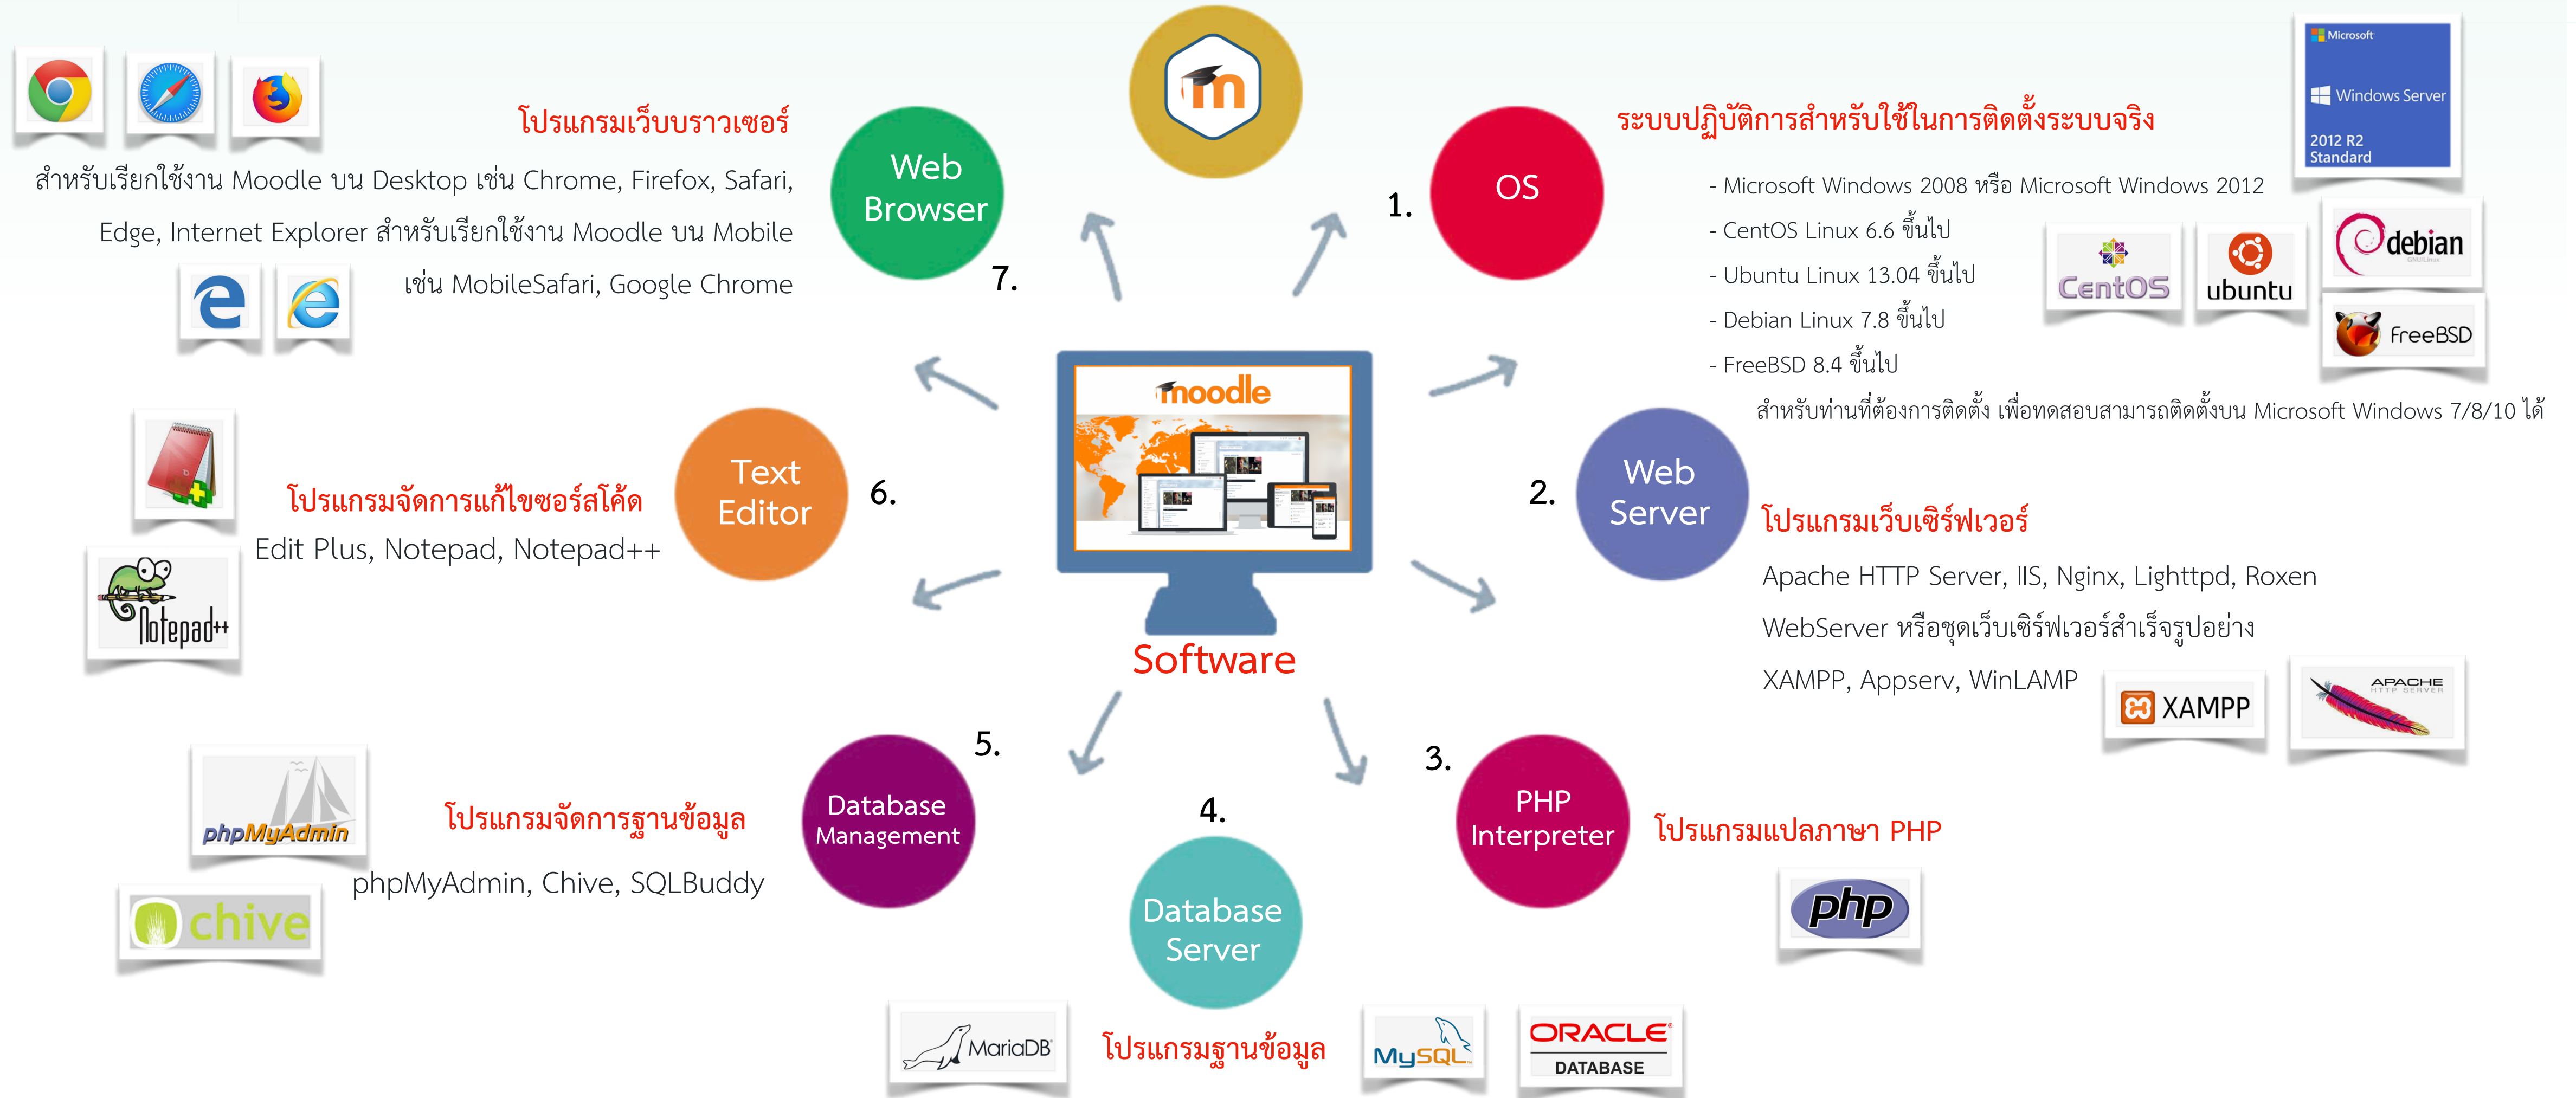 m
1.
OS
ระบบปฏิบัติการสำหรับใช้ในการติดตั้งระบบจริง
- Microsoft Windows 2008 หรือ Microsoft Windows 2012
- CentOS Linux 6.6 ขึ้นไป
- Ubuntu Linux 13.04 ขึ้นไป
- Debian Linux 7.8 ขึ้นไป
- FreeBSD 8.4 ขึ้นไป
สำหรับท่านที่ต้องการติดตั้ง เพื่อทดสอบสามารถติดตั้งบน Microsoft Windows 7/8/10 ได้
Microsoft
Windows Server
2012 R2
Standard
CentOS
ubuntu
debian
FreeBSD
2.
Web
Server
โปรแกรมเว็บเซิร์ฟเวอร์
Apache HTTP Server, IIS, Nginx, Lighttpd, Roxen
WebServer หรือชุดเว็บเซิร์ฟเวอร์สำเร็จรูปอย่าง
XAMPP, Appserv, WinLAMP
XAMPP
APACHE
HTTP SERVER
3.
PHP
Interpreter
โปรแกรมแปลภาษา PHP
php
4.
Database
Server
โปรแกรมฐานข้อมูล
MariaDB
MySQL
ORACLE
DATABASE
5.
Database
Management
โปรแกรมจัดการฐานข้อมูล
phpMyAdmin, Chive, SQLBuddy
phpMyAdmin
chive
6.
Text
Editor
โปรแกรมจัดการแก้ไขซอร์สโค้ด
Edit Plus, Notepad, Notepad++
Notepad++
7.
Web
Browser
โปรแกรมเว็บบราวเซอร์
สำหรับเรียกใช้งาน Moodle บน Desktop เช่น Chrome, Firefox, Safari,
Edge, Internet Explorer สำหรับเรียกใช้งาน Moodle บน Mobile
เช่น MobileSafari, Google Chrome
moodle
Software